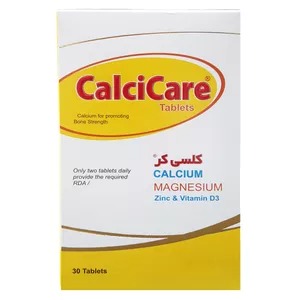 CalciCare®
Tablets
Calcium for promoting
Bone Strength
کلسی کر®
CALCIUM
MAGNESIUM
Zinc & Vitamin D3
Only two tablets daily
provide the required
RDA /
30 Tablets